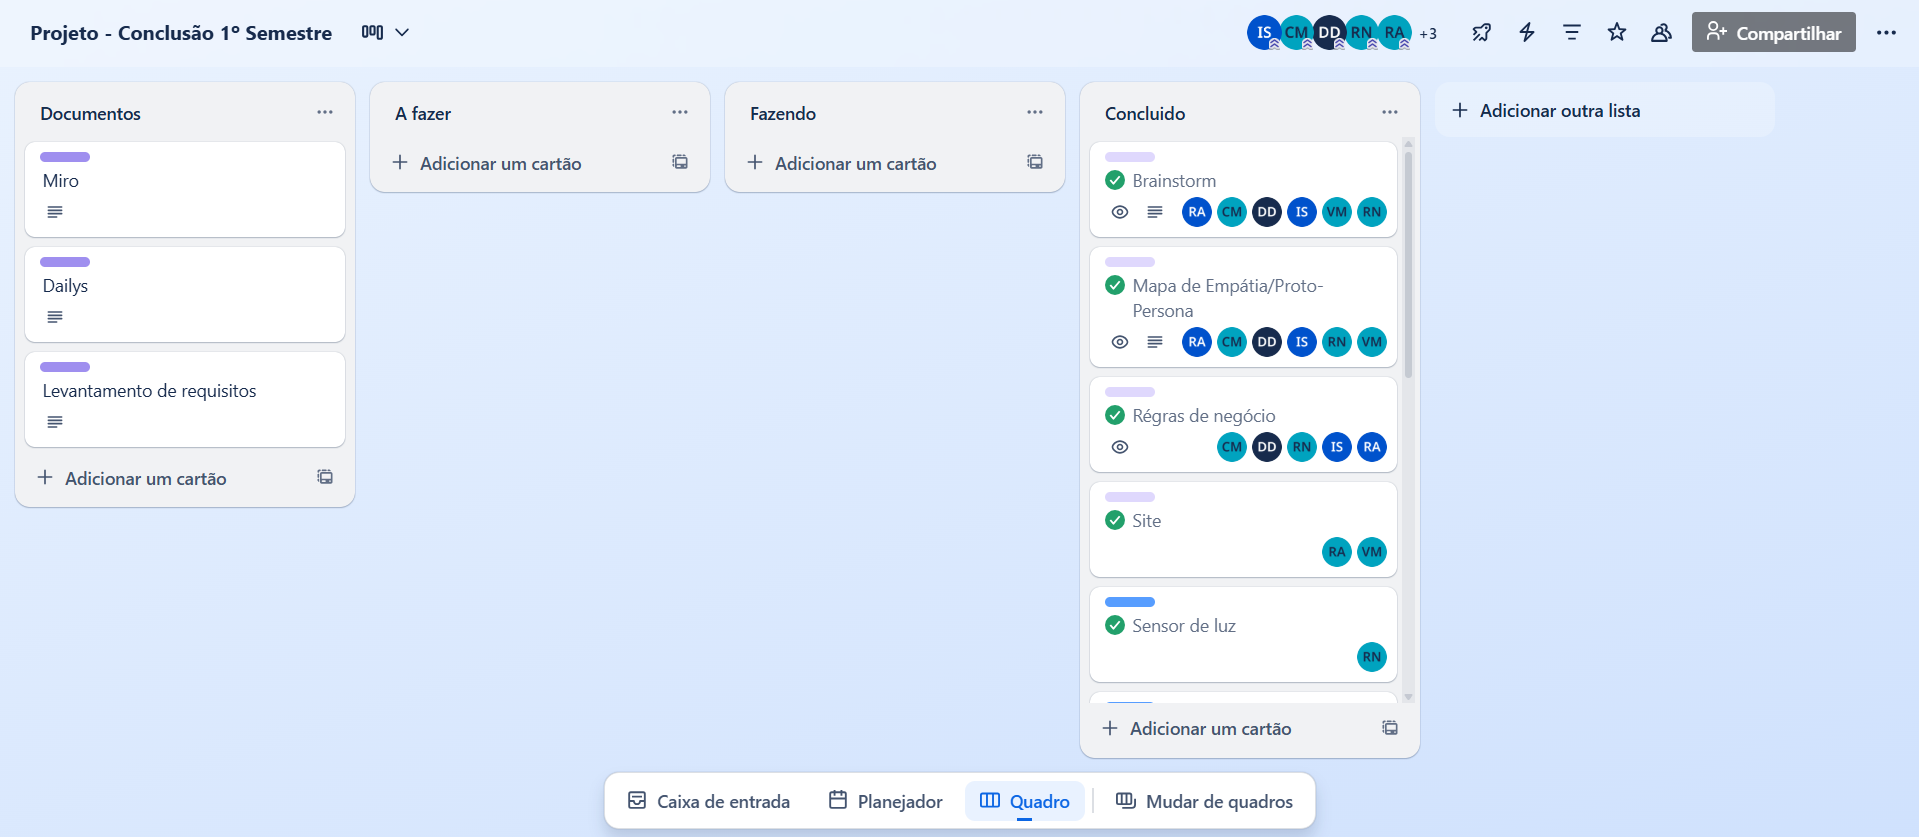 Projeto - Conclusão 1º Semestre
IS CM DD RN RA +3
Compartilhar
Documentos
Miro
Dailys
Levantamento de requisitos
Adicionar um cartão
A fazer
Adicionar um cartão
Fazendo
Adicionar um cartão
Concluido
Brainstorm
RA CM DD IS VM RN
Mapa de Empátia/Proto-
Persona
RA CM DD IS RN VM
Régras de negócio
CM DD RN IS RA
Site
RA VM
Sensor de luz
RN
Adicionar um cartão
Adicionar outra lista
Caixa de entrada
Planejador
Quadro
Mudar de quadros